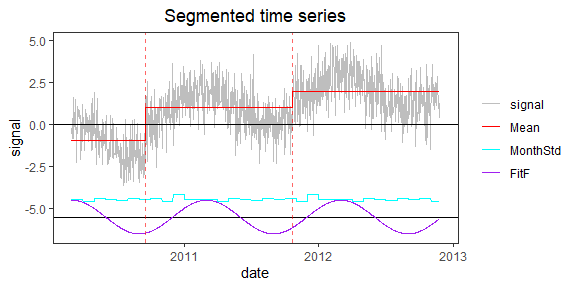 Segmented time series
signal
5.0
2.5
0.0
-2.5
-5.0
2011
2012
2013
date
signal
Mean
MonthStd
FitF